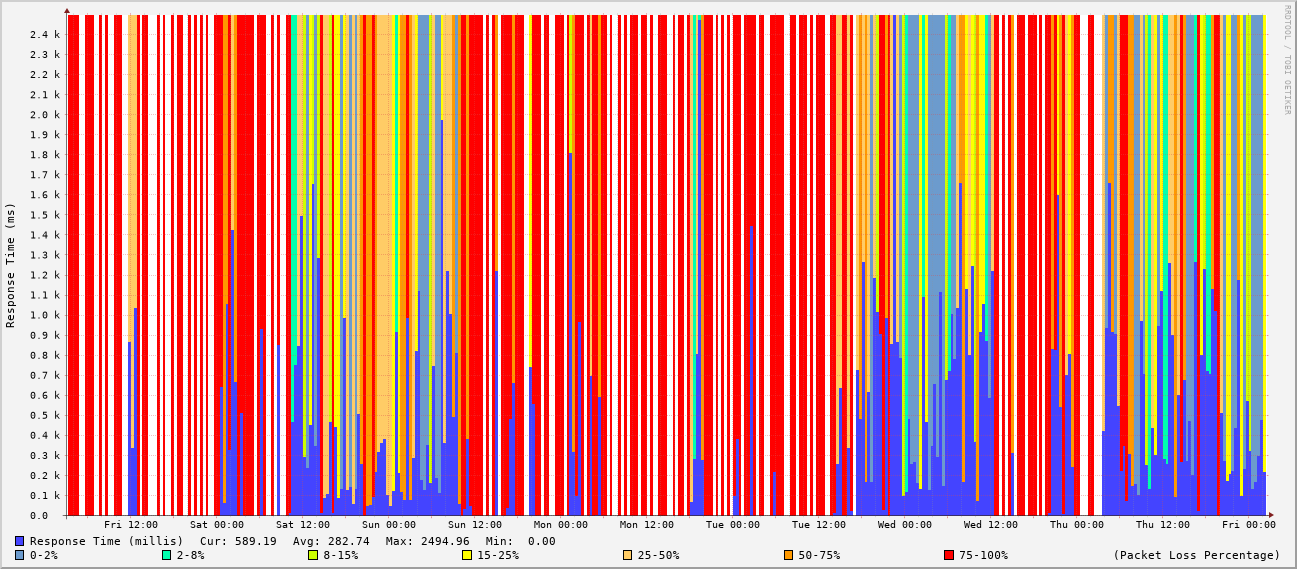 RRDTOOL / TOBI OETIKER
Response Time (ms)
2.4 k
2.3 k
2.2 k
2.1 k
2.0 k
1.9 k
1.8 k
1.7 k
1.6 k
1.5 k
1.4 k
1.3 k
1.2 k
1.1 k
1.0 k
0.9 k
0.8 k
0.7 k
0.6 k
0.5 k
0.4 k
0.3 k
0.2 k
0.1 k
0.0
Fri 12:00 Sat 00:00 Sat 12:00 Sun 00:00 Sun 12:00 Mon 00:00 Mon 12:00 Tue 00:00 Tue 12:00 Wed 00:00 Wed 12:00 Thu 00:00 Thu 12:00 Fri 00:00
Response Time (millis) Cur: 589.19 Avg: 282.74 Max: 2494.96 Min: 0.00
0-2% 2-8% 8-15% 15-25% 25-50% 50-75% 75-100% (Packet Loss Percentage)